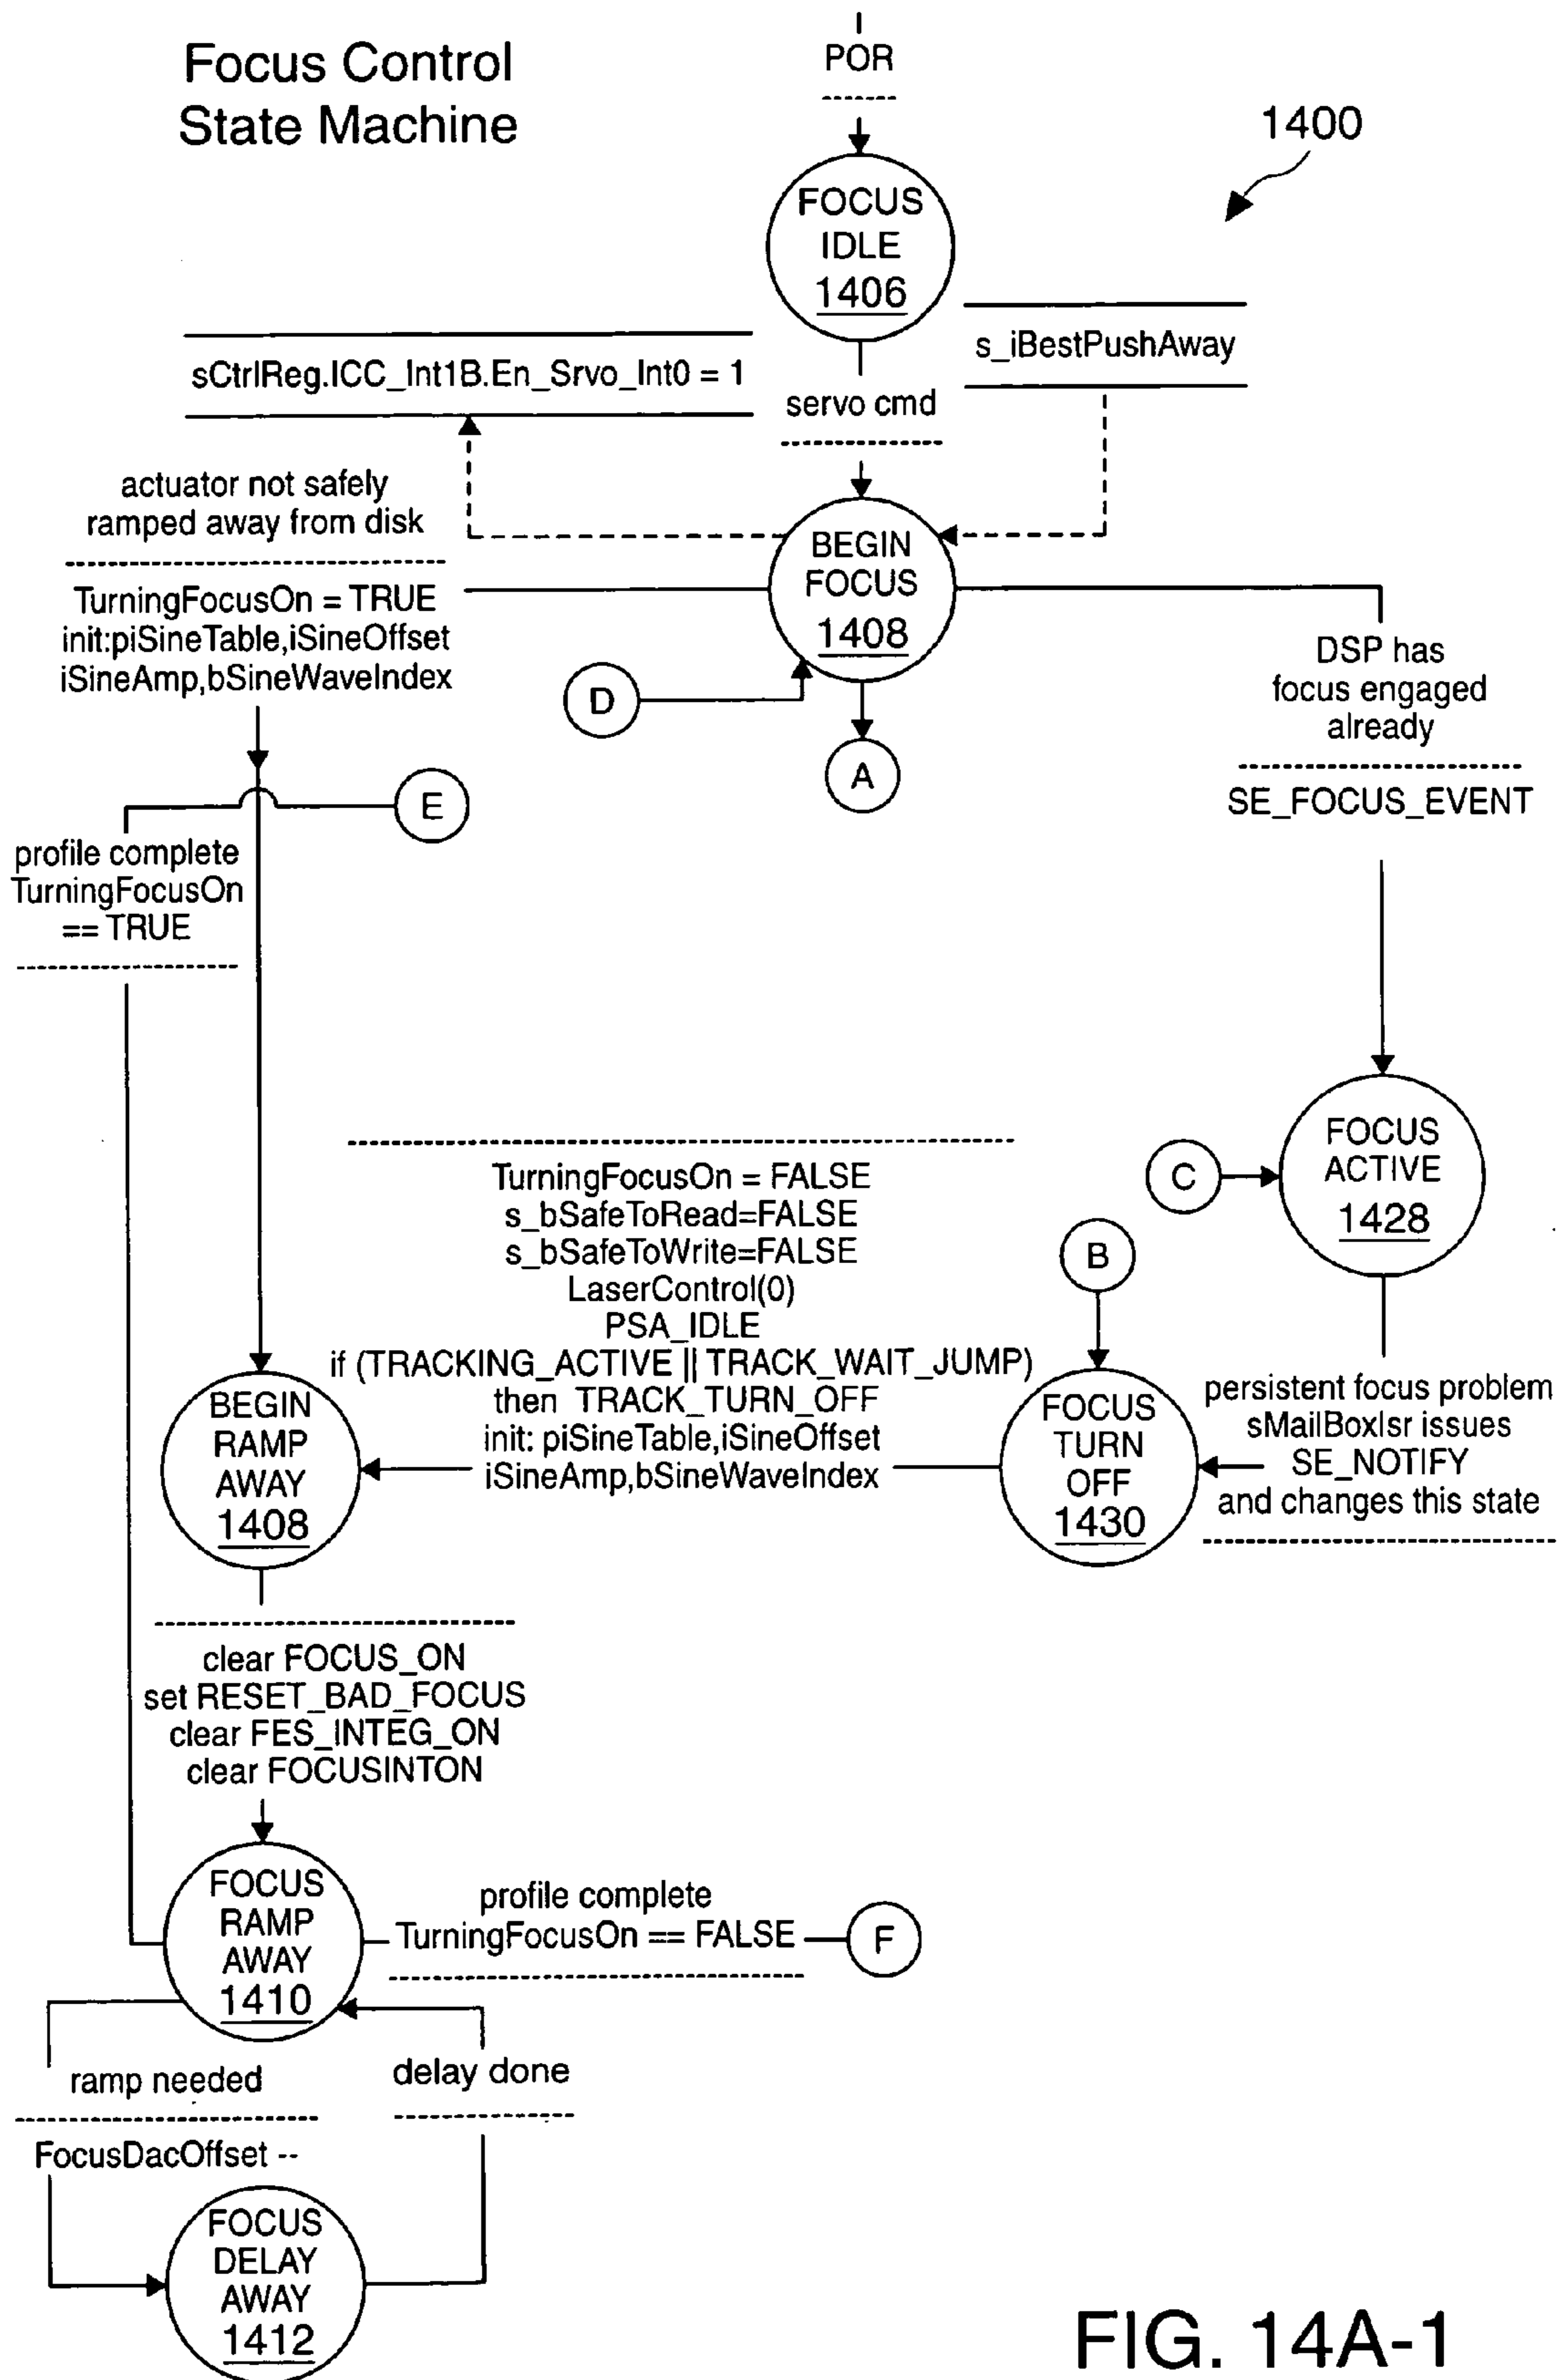 Focus Control
State Machine
POR
1400
FOCUS
IDLE
1406
sCtrlReg.ICC_Int1B.En_Srvo_Int0 = 1
s_iBestPushAway
servo cmd
actuator not safely
ramped away from disk
TurningFocusOn = TRUE
init:piSineTable,iSineOffset
iSineAmp,bSineWaveIndex
BEGIN
FOCUS
1408
D
A
DSP has
focus engaged
already
SE_FOCUS_EVENT
E
profile complete
TurningFocusOn
== TRUE
TurningFocusOn = FALSE
s_bSafeToRead=FALSE
s_bSafeToWrite=FALSE
LaserControl(0)
PSA_IDLE
if (TRACKING_ACTIVE || TRACK_WAIT_JUMP)
then TRACK_TURN_OFF
init: piSineTable,iSineOffset
iSineAmp,bSineWaveIndex
C
FOCUS
ACTIVE
1428
B
BEGIN
RAMP
AWAY
1408
FOCUS
TURN
OFF
1430
persistent focus problem
sMailBoxIsr issues
SE_NOTIFY
and changes this state
clear FOCUS_ON
set RESET_BAD_FOCUS
clear FES_INTEG_ON
clear FOCUSINTON
FOCUS
RAMP
AWAY
1410
profile complete
TurningFocusOn == FALSE
F
ramp needed
delay done
FocusDacOffset --
FOCUS
DELAY
AWAY
1412
FIG. 14A-1